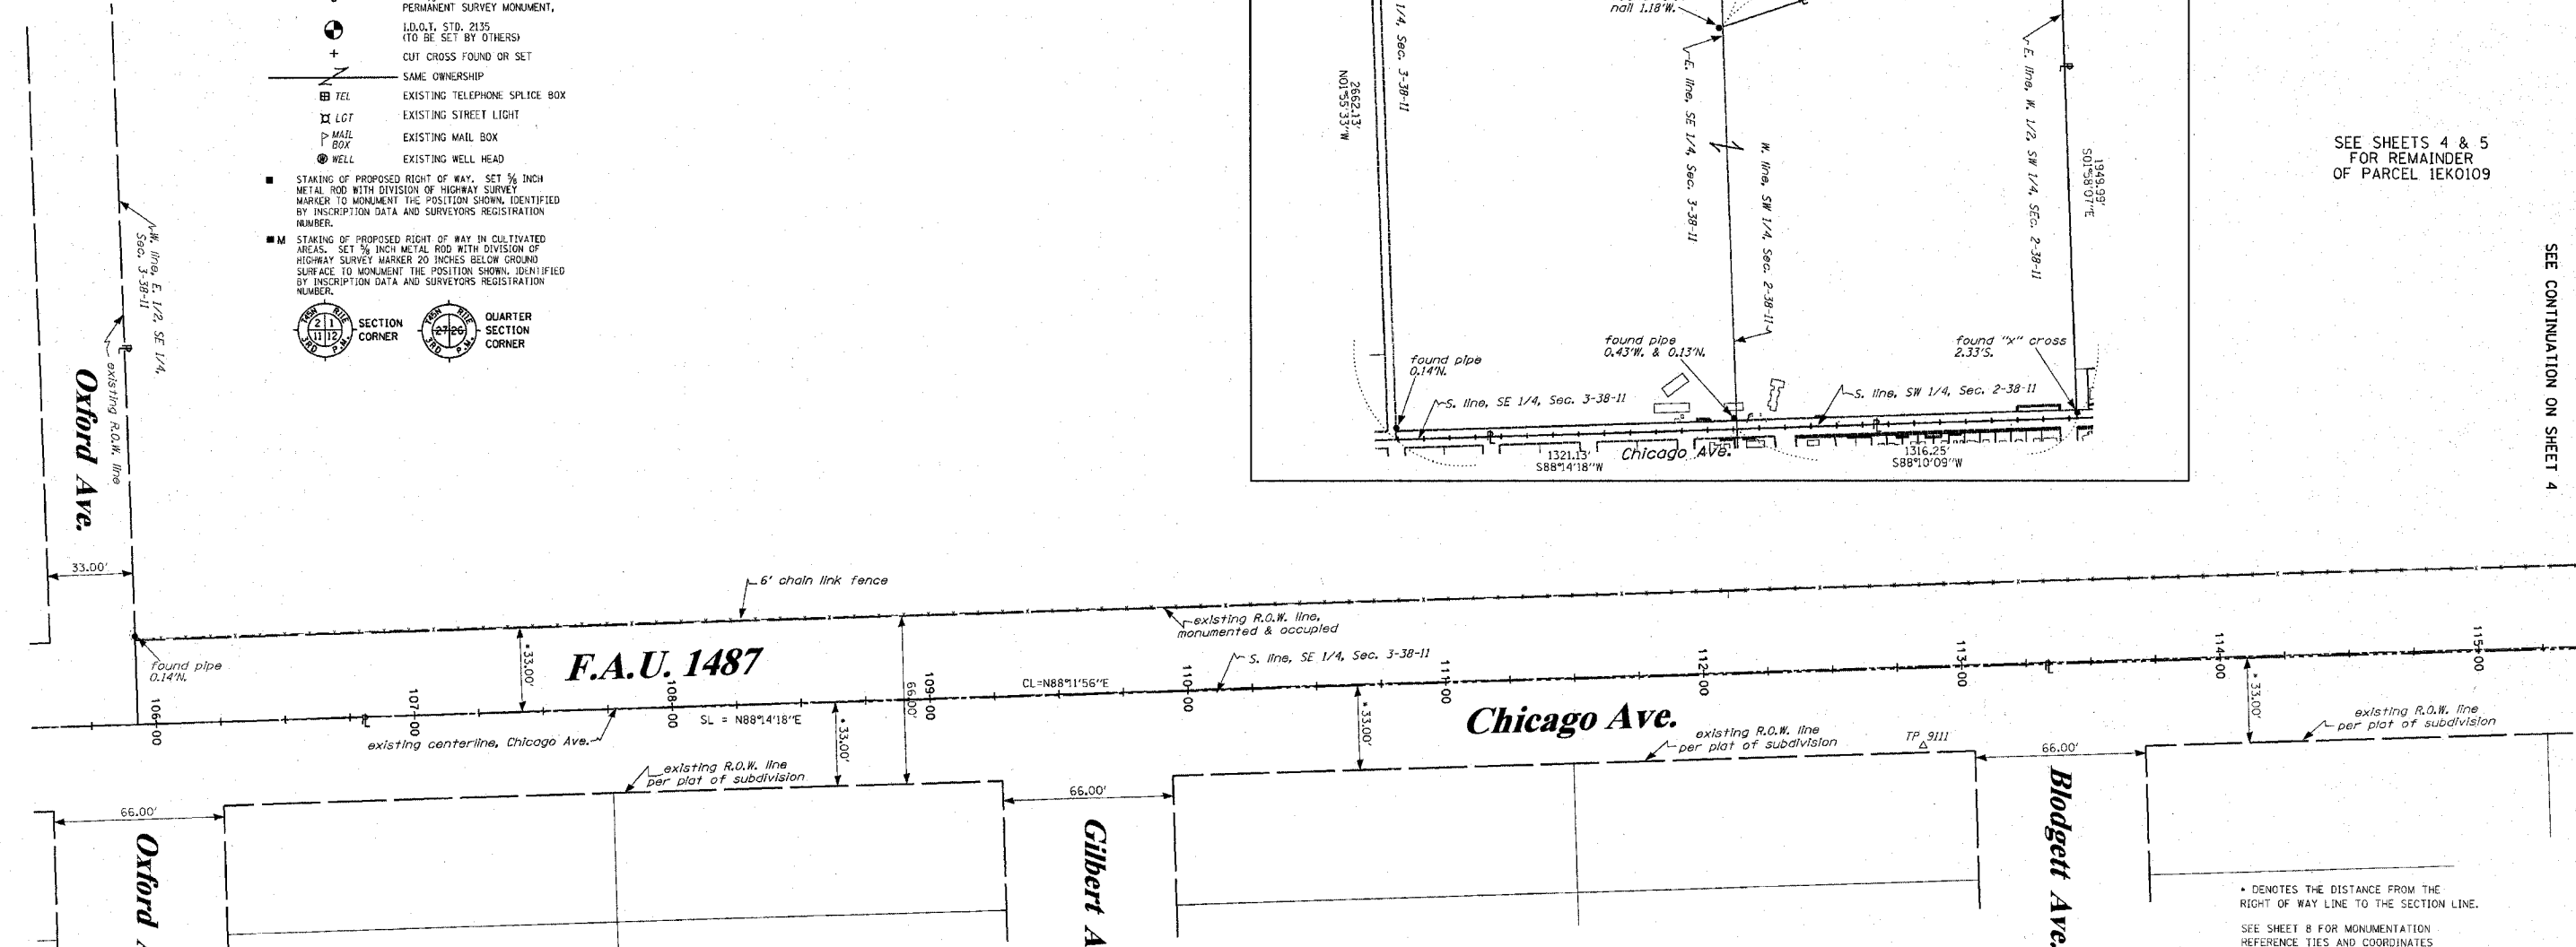 PERMANENT SURVEY MONUMENT,
I.D.O.T. STD. 2135
(TO BE SET BY OTHERS)
+ CUT CROSS FOUND OR SET
SAME OWNERSHIP
TEL EXISTING TELEPHONE SPLICE BOX
LGT EXISTING STREET LIGHT
MAIL
BOX
EXISTING MAIL BOX
WELL EXISTING WELL HEAD
■ STAKING OF PROPOSED RIGHT OF WAY. SET 5/8 INCH
METAL ROD WITH DIVISION OF HIGHWAY SURVEY
MARKER TO MONUMENT THE POSITION SHOWN, IDENTIFIED
BY INSCRIPTION DATA AND SURVEYORS REGISTRATION
NUMBER.
■ M STAKING OF PROPOSED RIGHT OF WAY IN CULTIVATED
AREAS. SET 5/8 INCH METAL ROD WITH DIVISION OF
HIGHWAY SURVEY MARKER 20 INCHES BELOW GROUND
SURFACE TO MONUMENT THE POSITION SHOWN, IDENTIFIED
BY INSCRIPTION DATA AND SURVEYORS REGISTRATION
NUMBER.
T45N R11E
2 1
11 12
3RD P.M.
SECTION
CORNER
T45N R11E
27 26
3RD P.M.
QUARTER
SECTION
CORNER
W. line, E. 1/2, SE 1/4,
Sec. 3-38-11
existing R.O.W. line
Oxford Ave.
33.00'
1/4, Sec. 3-38-11
2662.13'
N01°55'33"W
nail 1.18'W.
E. line, SE 1/4, Sec. 3-38-11
W. line, SW 1/4, Sec. 2-38-11
E. line, W. 1/2, SW 1/4, SEc. 2-38-11
1949.99'
S01°58'07"E
found pipe
0.14'N.
found pipe
0.43'W. & 0.13'N.
found "x" cross
2.33'S.
S. line, SE 1/4, Sec. 3-38-11
S. line, SW 1/4, Sec. 2-38-11
1321.13'
S88°14'18"W
Chicago Ave.
1316.25'
S88°10'09"W
SEE SHEETS 4 & 5
FOR REMAINDER
OF PARCEL 1EK0109
SEE CONTINUATION ON SHEET 4
6' chain link fence
existing R.O.W. line,
monumented & occupied
found pipe
0.14'N.
*33.00'
F.A.U. 1487
66.00'
S. line, SE 1/4, Sec. 3-38-11
CL=N88°11'56"E
SL = N88°14'18"E
106+00
107+00
108+00
109+00
110+00
111+00
112+00
113+00
114+00
115+00
existing centerline, Chicago Ave.
*33.00'
*33.00'
Chicago Ave.
*33.00'
existing R.O.W. line
per plat of subdivision
existing R.O.W. line
per plat of subdivision
TP 9111
existing R.O.W. line
per plat of subdivision
66.00'
66.00'
66.00'
Oxford
Gilbert A
Blodgett Ave.
* DENOTES THE DISTANCE FROM THE
RIGHT OF WAY LINE TO THE SECTION LINE.
SEE SHEET 8 FOR MONUMENTATION
REFERENCE TIES AND COORDINATES